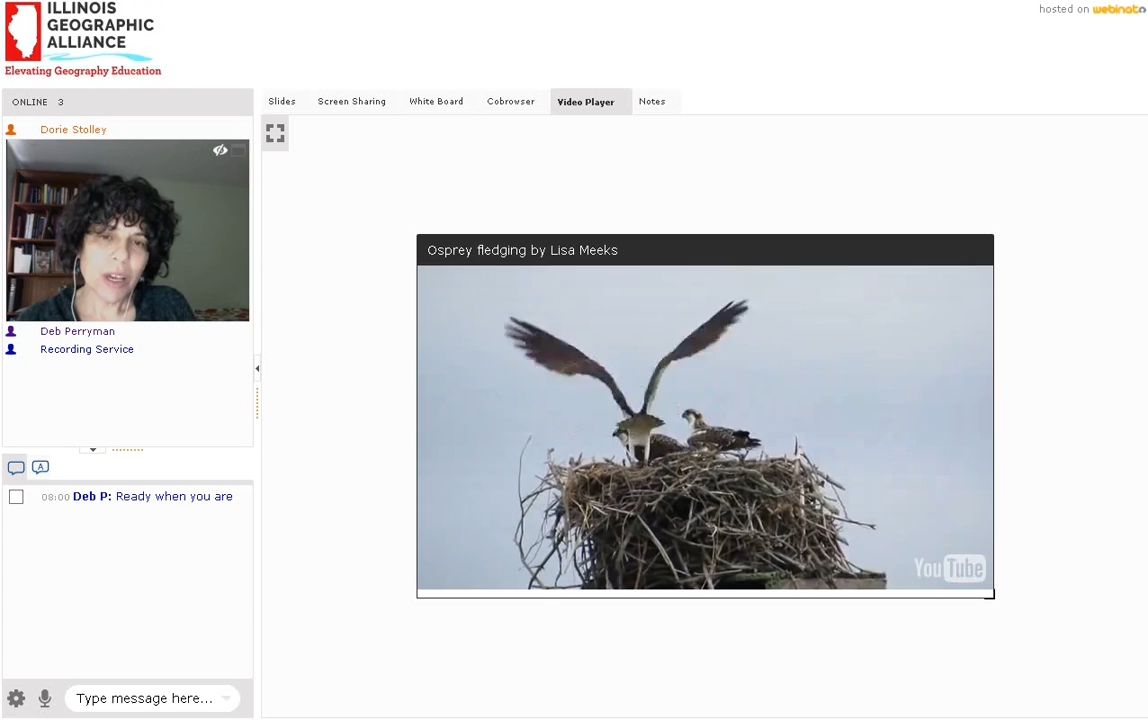 ILLINOIS
GEOGRAPHIC
ALLIANCE
Elevating Geography Education
hosted on webinato
ONLINE 3
Slides Screen Sharing White Board Cobrowser Video Player Notes
Dorie Stolley
Deb Perryman
Recording Service
Osprey fledging by Lisa Meeks
YouTube
A
08:00 Deb P: Ready when you are
Type message here...